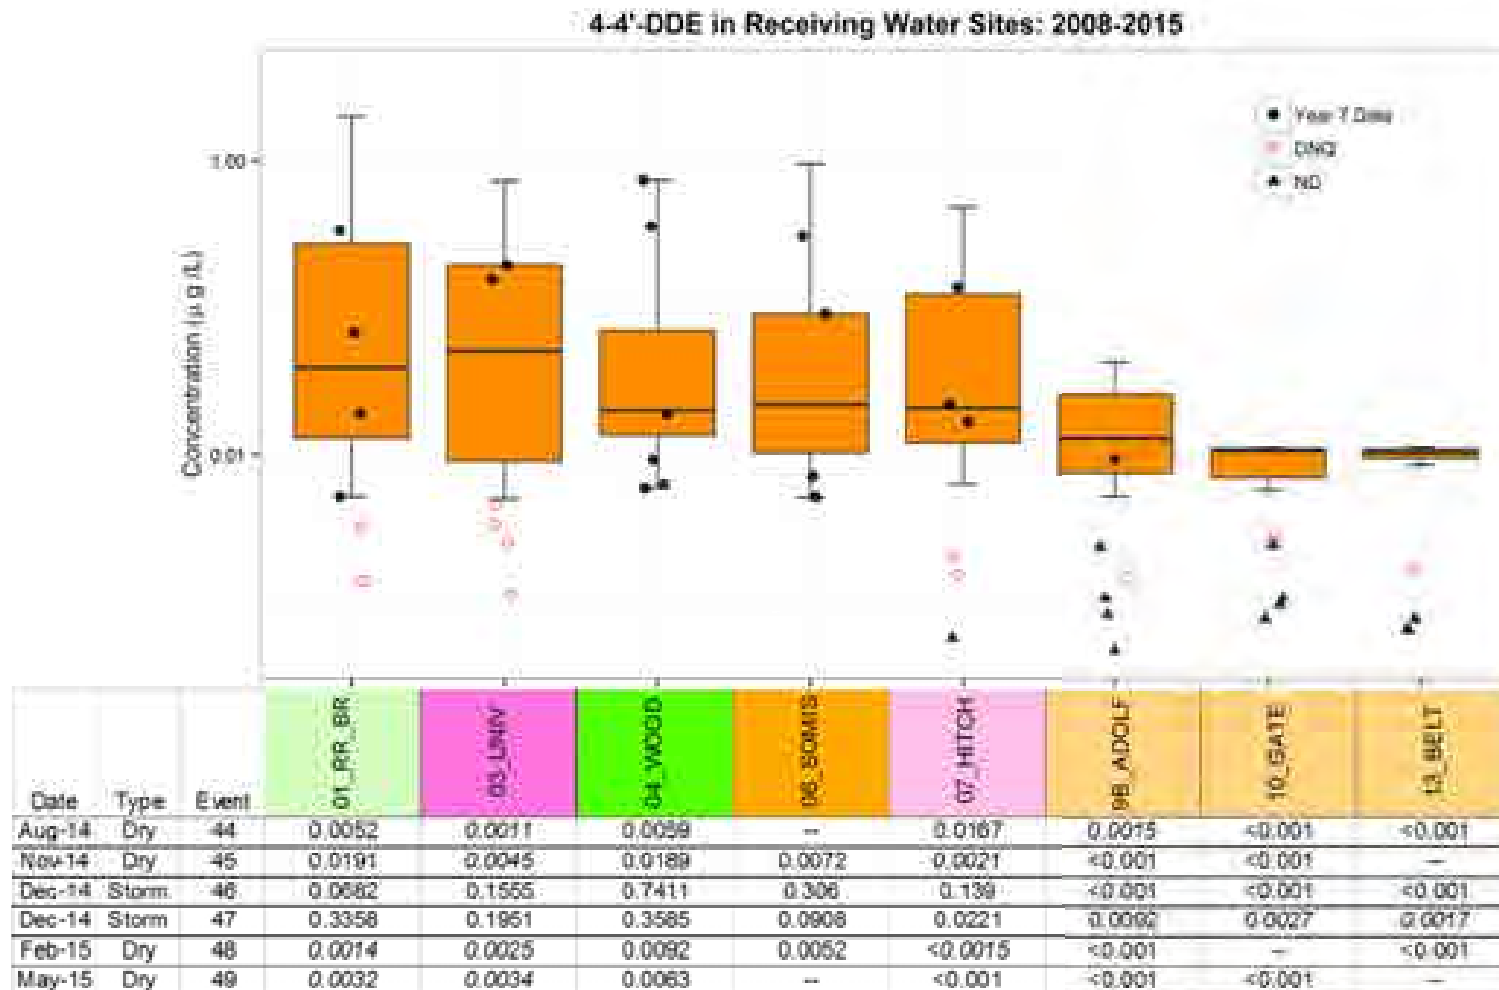 4-4'-DDE in Receiving Water Sites: 2008-2015
Year 7 Data
DNQ
ND
1.00
0.01
Concentration (µ g /L)
Date Type Event 01_RR_BR 03_UNIV 04_WOOD 06_SOMIS 07_HITCH 9B_ADOLF 10_GATE 13_BELT
Aug-14 Dry 44 0.0052 0.0011 0.0059 -- 0.0167 0.0015 <0.001 <0.001
Nov-14 Dry 45 0.0191 0.0045 0.0189 0.0072 0.0021 <0.001 <0.001 --
Dec-14 Storm 46 0.0682 0.1555 0.7411 0.306 0.139 <0.001 <0.001 <0.001
Dec-14 Storm 47 0.3358 0.1951 0.3585 0.0908 0.0221 0.0092 0.0027 0.0017
Feb-15 Dry 48 0.0014 0.0025 0.0092 0.0052 <0.0015 <0.001 -- <0.001
May-15 Dry 49 0.0032 0.0034 0.0063 -- <0.001 <0.001 <0.001 --